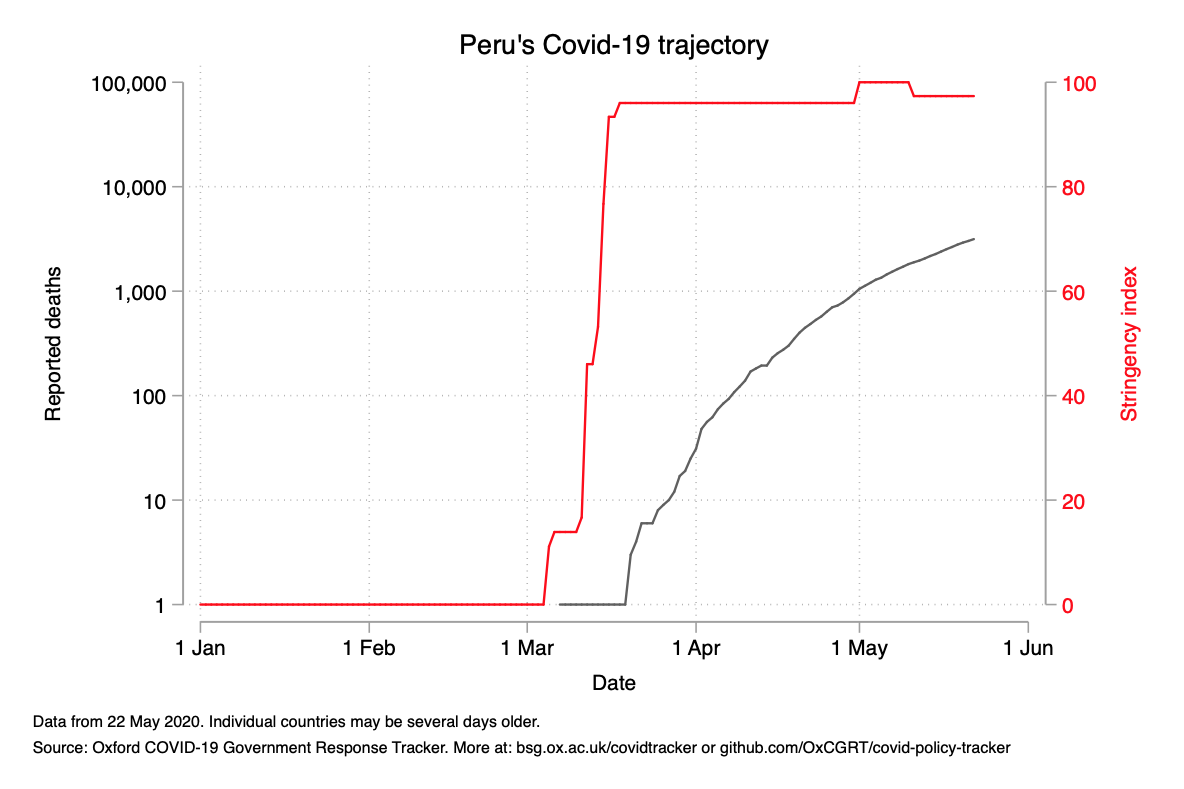 Peru's Covid-19 trajectory
100,000
10,000
1,000
100
10
1
Reported deaths
100
80
60
40
20
0
Stringency index
1 Jan
1 Feb
1 Mar
1 Apr
1 May
1 Jun
Date
Data from 22 May 2020. Individual countries may be several days older.
Source: Oxford COVID-19 Government Response Tracker. More at: bsg.ox.ac.uk/covidtracker or github.com/OxCGRT/covid-policy-tracker